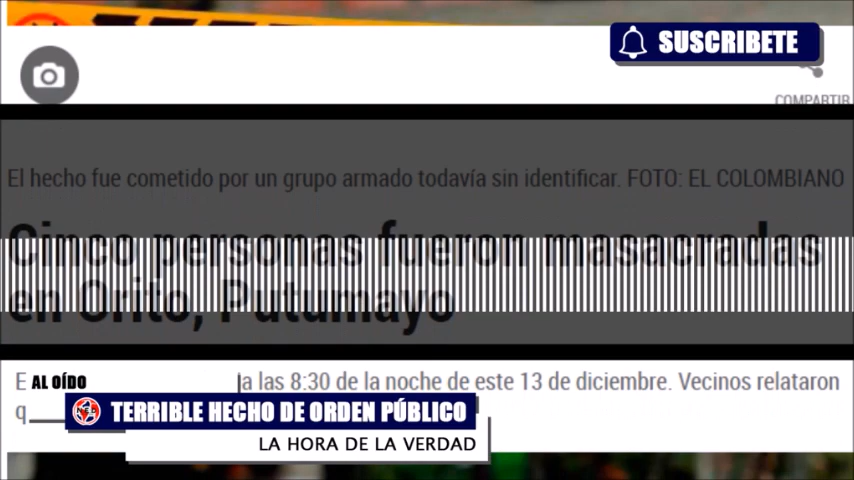 SUSCRIBETE
COMPARTIR
El hecho fue cometido por un grupo armado todavía sin identificar. FOTO: EL COLOMBIANO
Cinco personas fueron masacradas
en Orito, Putumayo
E
a las 8:30 de la noche de este 13 de diciembre. Vecinos relataron
q
AL OÍDO
TERRIBLE HECHO DE ORDEN PÚBLICO
LA HORA DE LA VERDAD